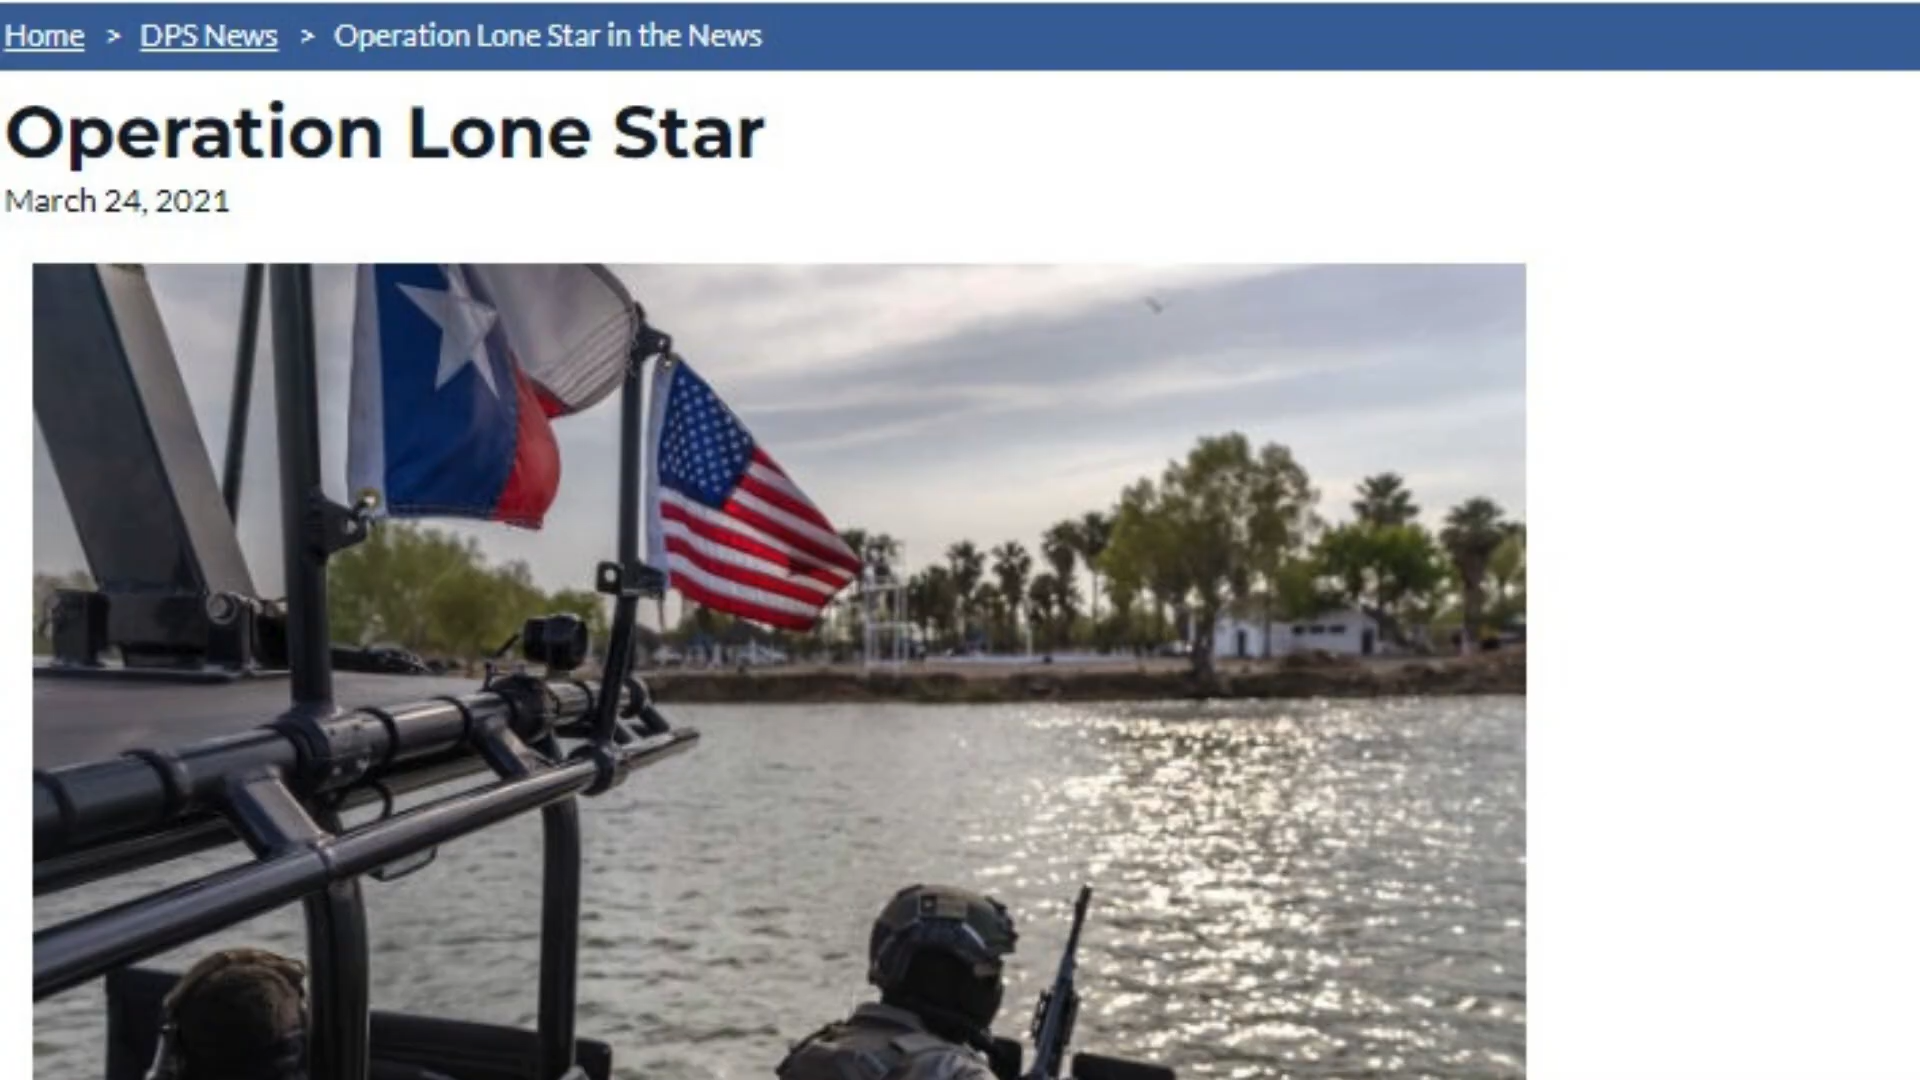 Home > DPS News > Operation Lone Star in the News
Operation Lone Star
March 24, 2021